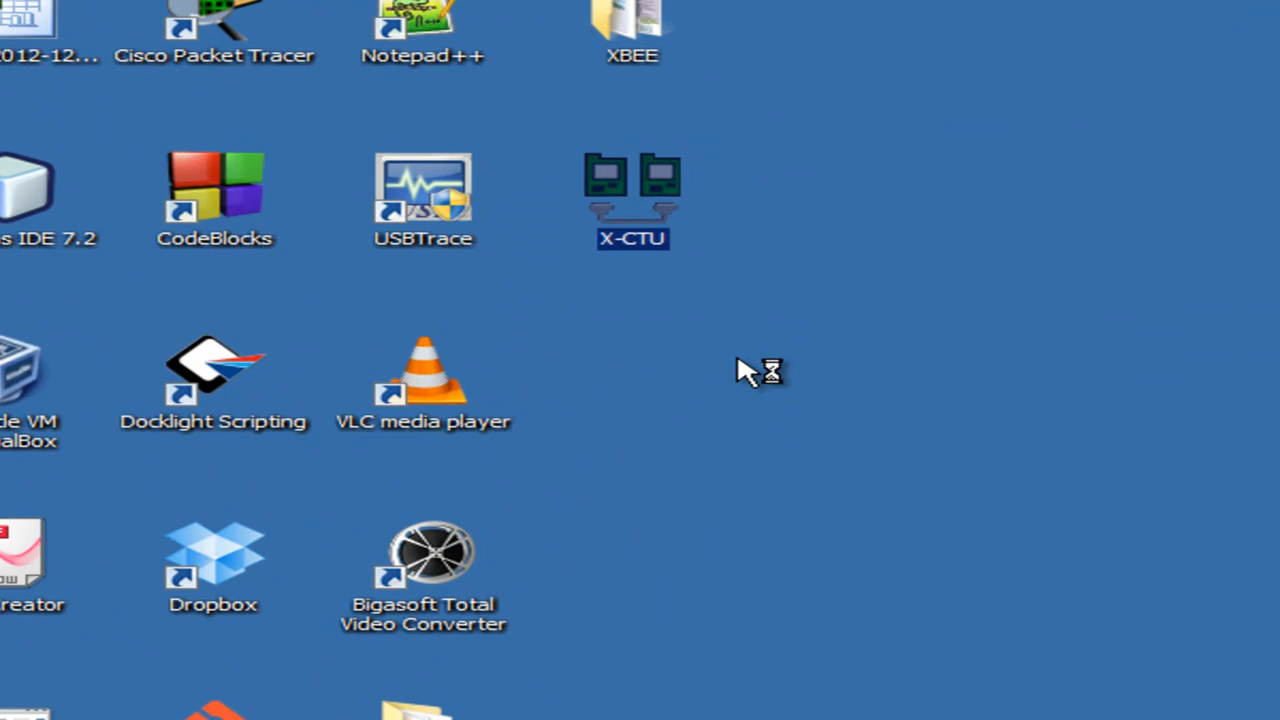 2012-12...
Cisco Packet Tracer
Notepad++
XBEE
s IDE 7.2
CodeBlocks
USBTrace
X-CTU
cle VM
alBox
Docklight Scripting
VLC media player
reator
Dropbox
Bigasoft Total
Video Converter